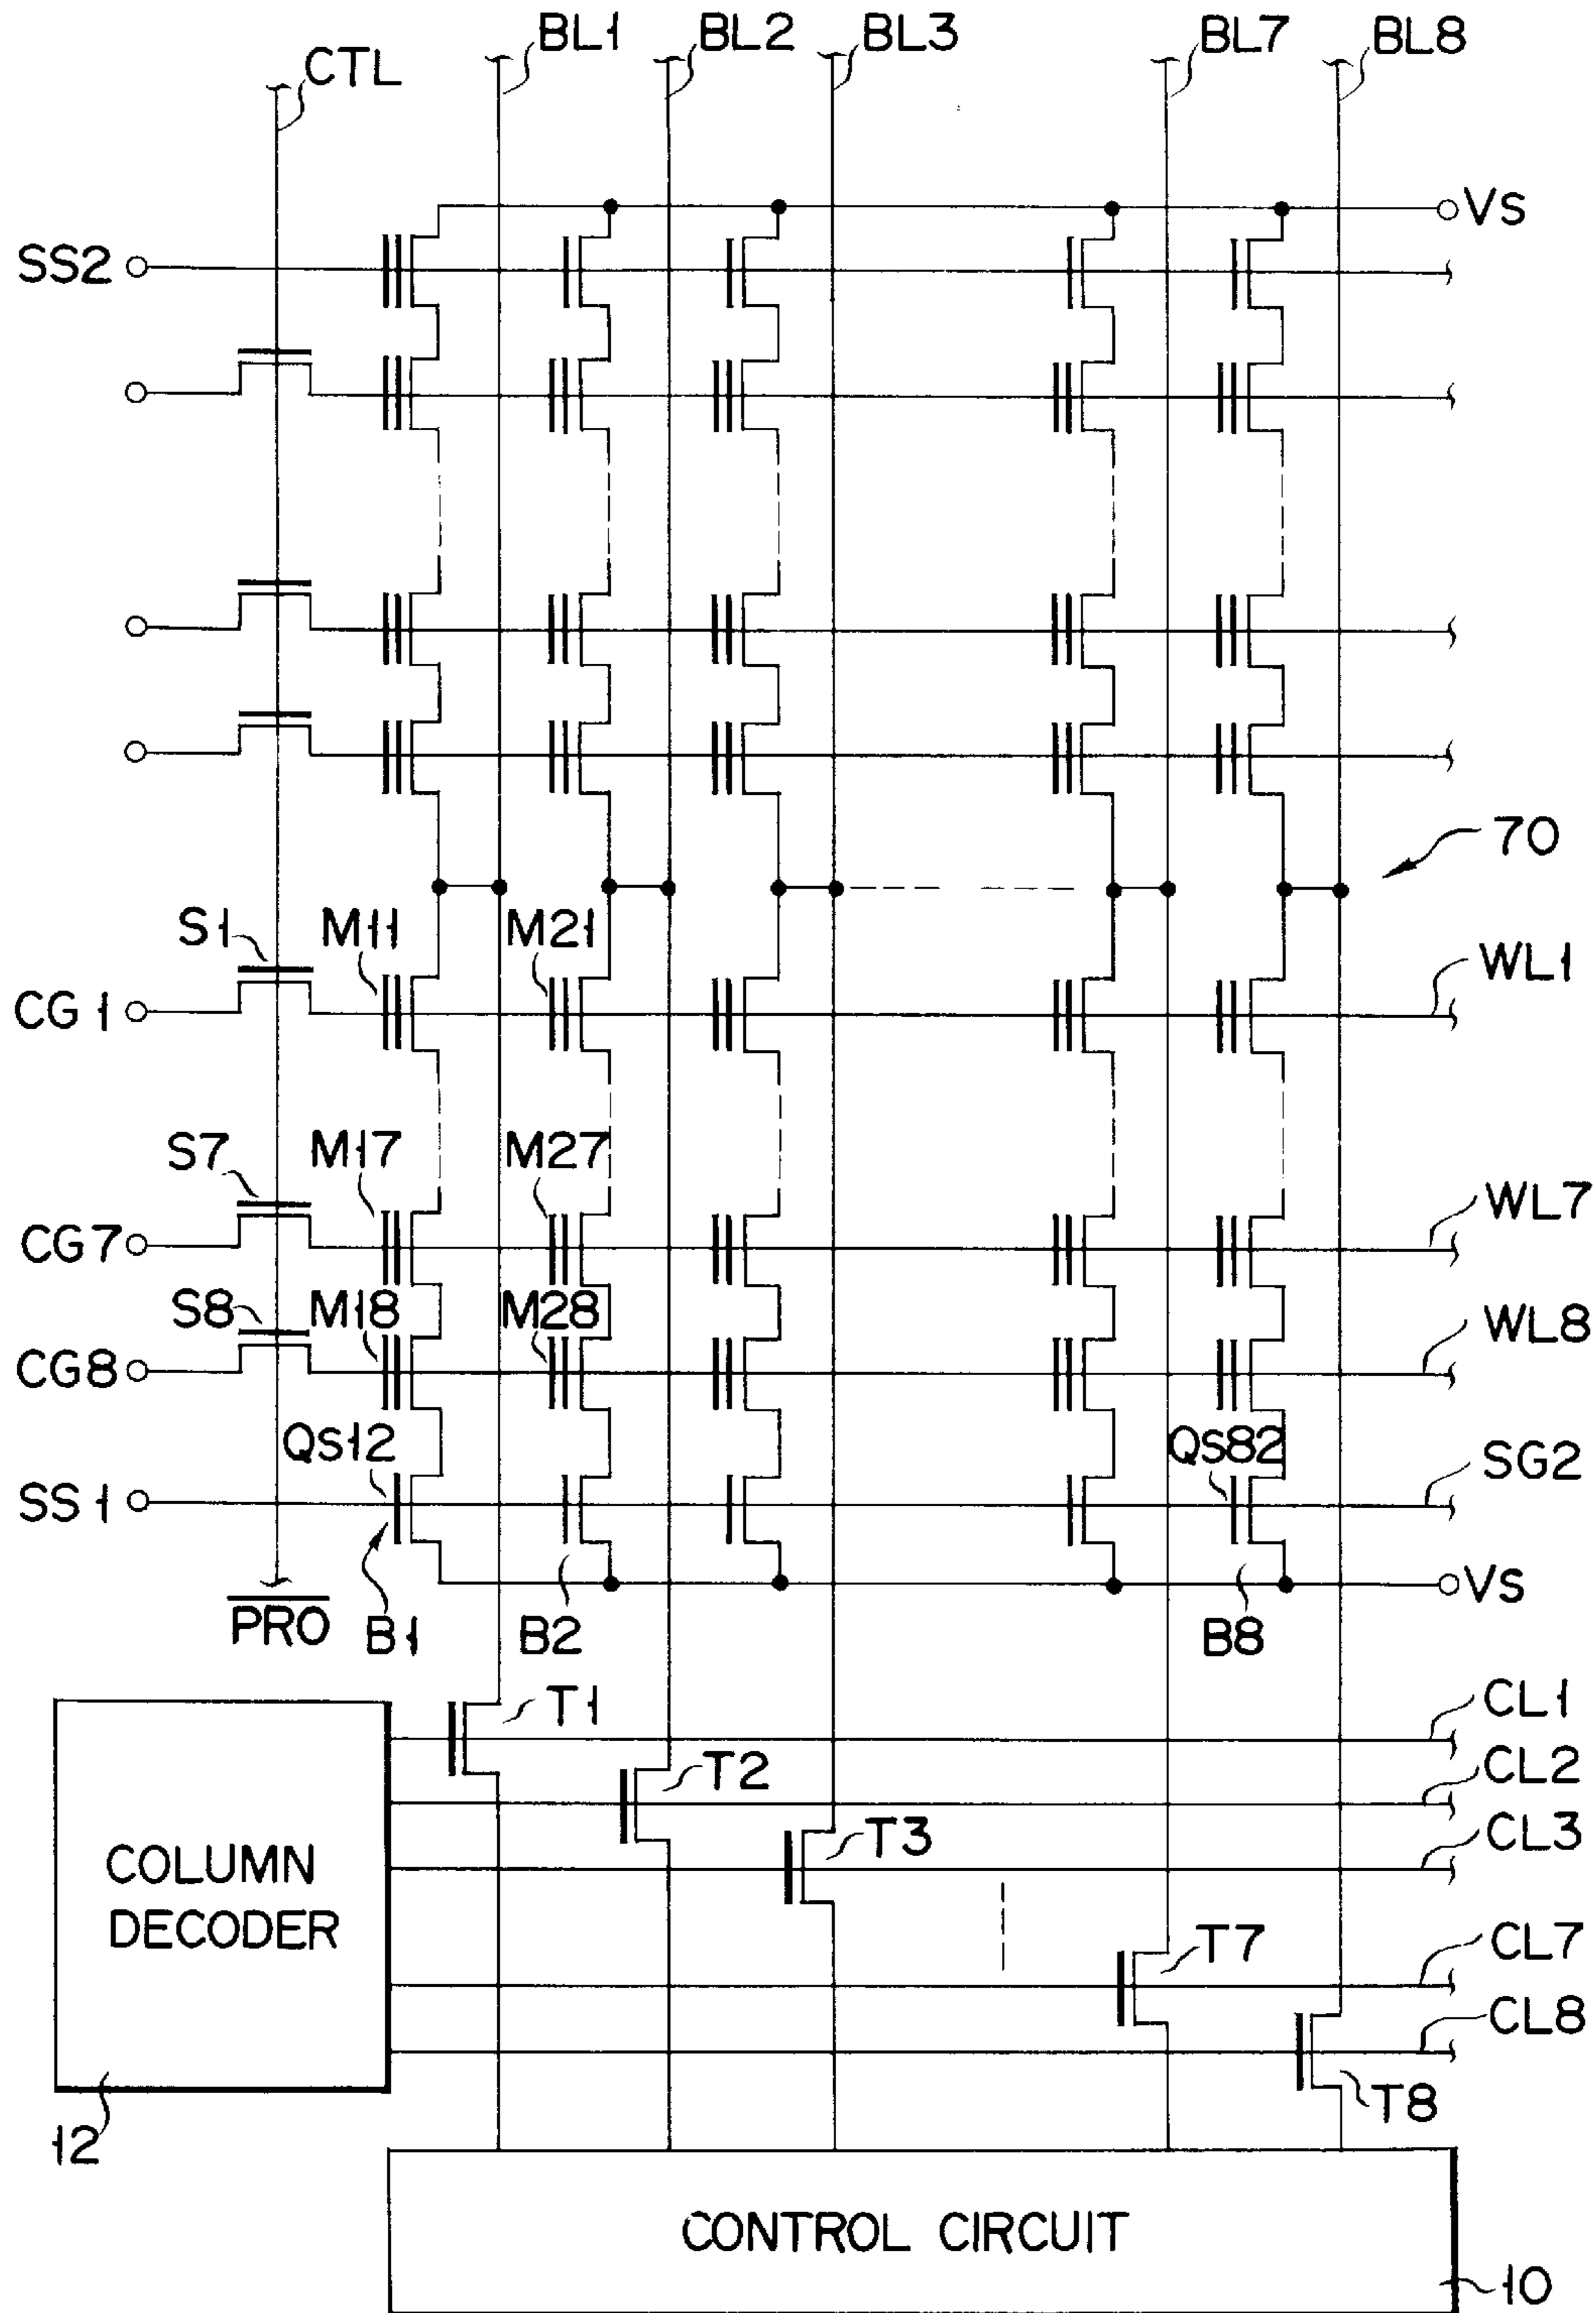 CTL BL1 BL2 BL3 BL7 BL8
Vs
SS2
70
S1 M11 M21
WL1
CG1
S7 M17 M27
WL7
CG7
S8 M18 M28
WL8
CG8
Qs12 Qs82
SG2
SS1
Vs
PRO B1 B2 B8
T1 CL1
T2 CL2
T3 CL3
COLUMN
DECODER
T7 CL7
CL8
T8
12
CONTROL CIRCUIT
10